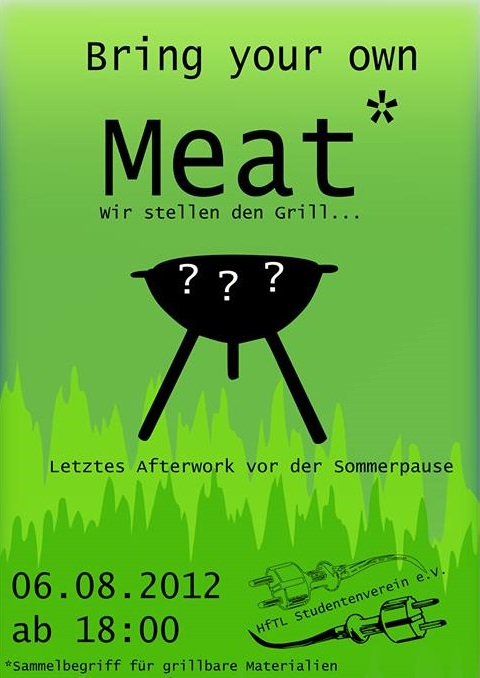 Bring your own
Meat*
Wir stellen den Grill...
? ? ?
Letztes Afterwork vor der Sommerpause
06.08.2012
ab 18:00
HfTL Studentenverein e.V.
*Sammelbegriff für grillbare Materialien